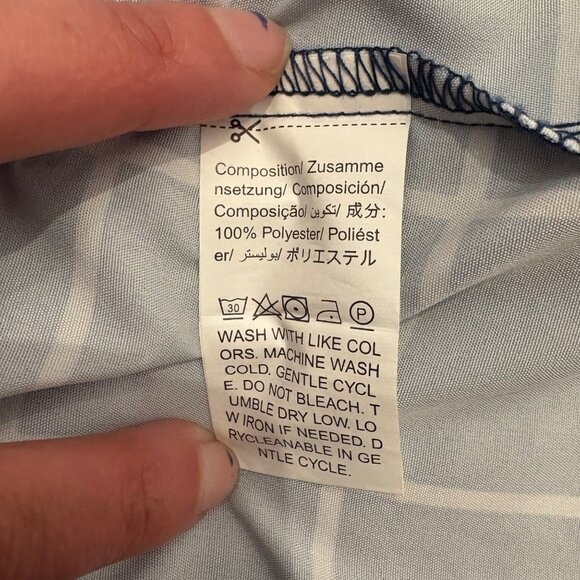 Composition/ Zusamme
nsetzung/ Composición/
Composição/ تكوين/ 成分:
100% Polyester/ Poliést
er/ بوليستر/ ポリエステル
30 P
WASH WITH LIKE COL
ORS. MACHINE WASH
COLD. GENTLE CYCL
E. DO NOT BLEACH. T
UMBLE DRY LOW. LO
W IRON IF NEEDED. D
RYCLEANABLE IN GE
NTLE CYCLE.